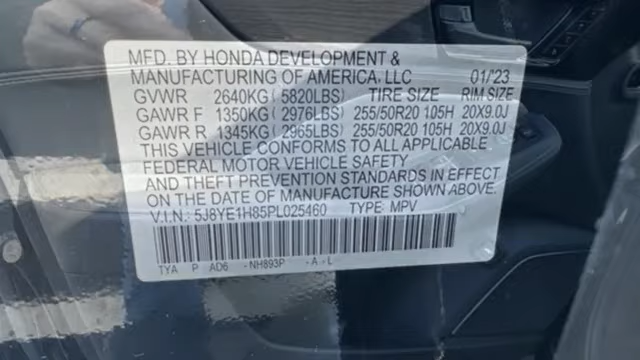 MFD. BY HONDA DEVELOPMENT &
MANUFACTURING OF AMERICA, LLC 01/'23
GVWR 2640KG (5820LBS) TIRE SIZE RIM SIZE
GAWR F 1350KG (2976LBS) 255/50R20 105H 20X9.0J
GAWR R 1345KG (2965LBS) 255/50R20 105H 20X9.0J
THIS VEHICLE CONFORMS TO ALL APPLICABLE
FEDERAL MOTOR VEHICLE SAFETY
AND THEFT PREVENTION STANDARDS IN EFFECT
ON THE DATE OF MANUFACTURE SHOWN ABOVE.
V.I.N.: 5J8YE1H85PL025460 TYPE: MPV
TYA P AD6 -NH893P -A-L